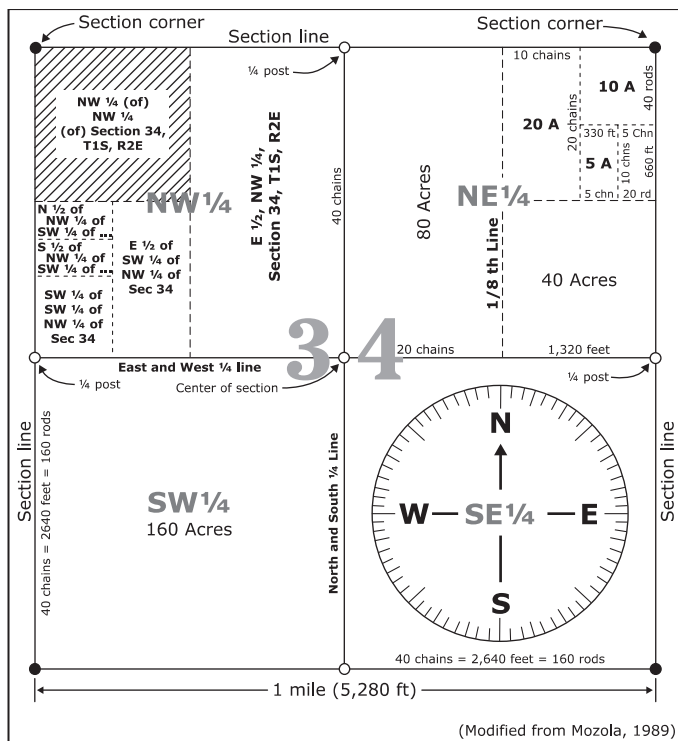 Section corner
Section corner
Section line
¼ post
10 chains
NW ¼ (of)
NW ¼
(of) Section 34,
T1S, R2E
10 A
40 rods
20 A
20 chains
330 ft
5 Chn
5 A
10 chns
660 ft
5 chn
20 rd
NW¼
NE¼
E ½, NW ¼,
Section 34, T1S, R2E
40 chains
80 Acres
1/8 th Line
40 Acres
N ½ of
NW ¼ of
SW ¼ of ...
S ½ of
NW ¼ of
SW ¼ of ...
E ½ of
SW ¼ of
NW ¼ of
Sec 34
SW ¼ of
SW ¼ of
NW ¼ of
Sec 34
34
20 chains
1,320 feet
East and West ¼ line
¼ post
Center of section
¼ post
Section line
40 chains = 2640 feet = 160 rods
SW¼
160 Acres
North and South ¼ Line
N
W
SE¼
E
S
Section line
40 chains = 2,640 feet = 160 rods
1 mile (5,280 ft)
(Modified from Mozola, 1989)